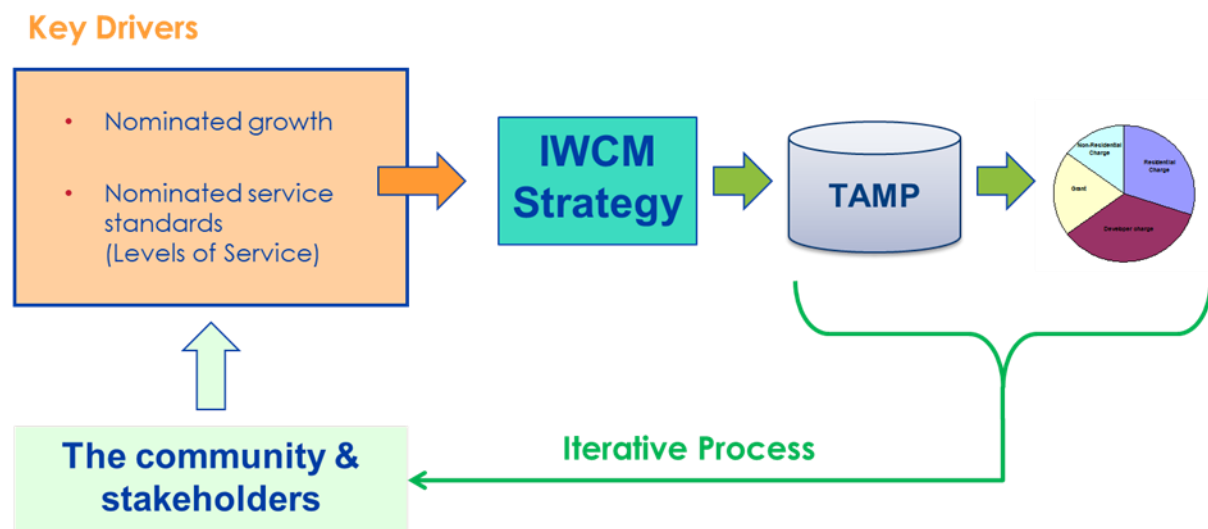 Key Drivers
• Nominated growth
• Nominated service
standards
(Levels of Service)
IWCM
Strategy
TAMP
Non-Residential
Charge
Residential
Charge
Grant
Developer charge
The community &
stakeholders
Iterative Process